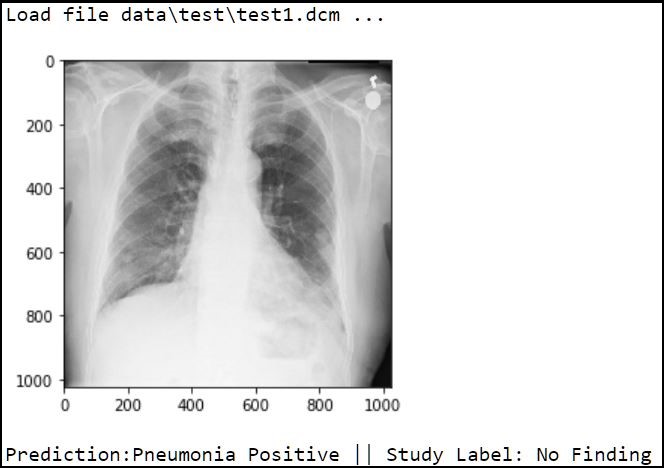 Load file data\test\test1.dcm ...
0
200
400
600
800
1000
0 200 400 600 800 1000
Prediction:Pneumonia Positive || Study Label: No Finding